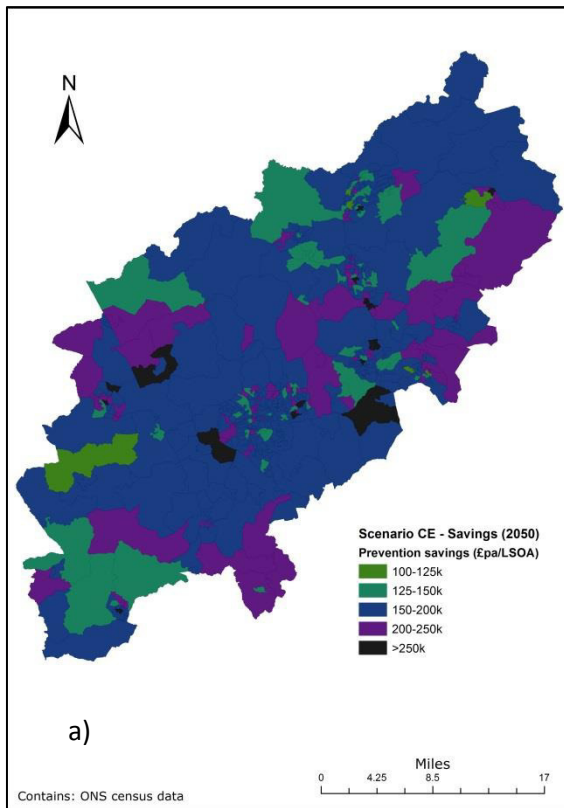 N
Scenario CE - Savings (2050)
Prevention savings (£pa/LSOA)
100-125k
125-150k
150-200k
200-250k
>250k
a)
Miles
0 4.25 8.5 17
Contains: ONS census data